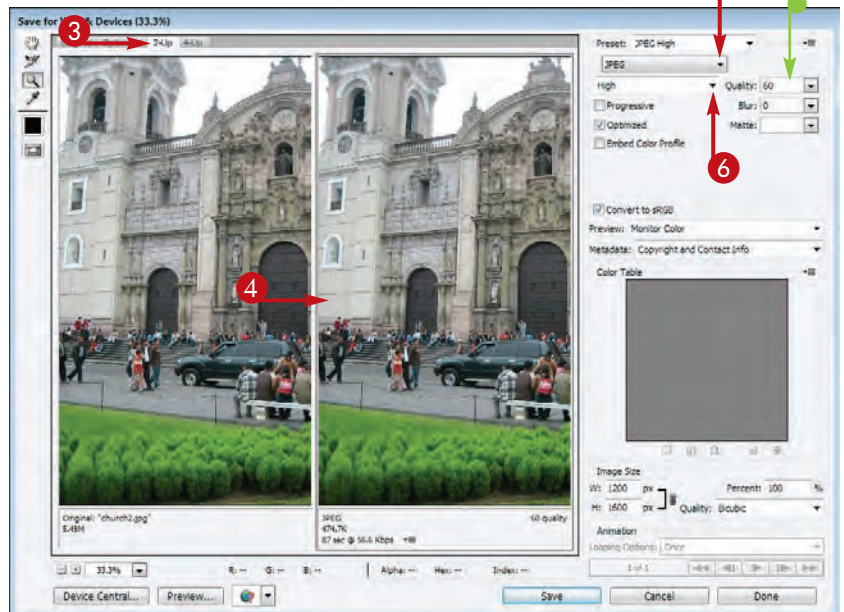 Save for Web & Devices (33.3%)
3
2-Up 4-Up
Preset: JPEG High
JPEG
High
Quality: 60
Progressive
Blur: 0
Optimized
Matte:
Embed Color Profile
6
Convert to sRGB
Preview: Monitor Color
Metadata: Copyright and Contact Info
Color Table
4
Image Size
W: 1200 px
Percent: 100 %
H: 1600 px
Quality: Bicubic
Original: "church2.jpg"
5.49M
JPEG
60 quality
474.7K
87 sec @ 56.6 Kbps
Animation
Looping Options: Once
1 of 1
33.3%
R: -- G: -- B: -- Alpha: -- Hex: -- Index: --
Device Central...
Preview...
Save
Cancel
Done